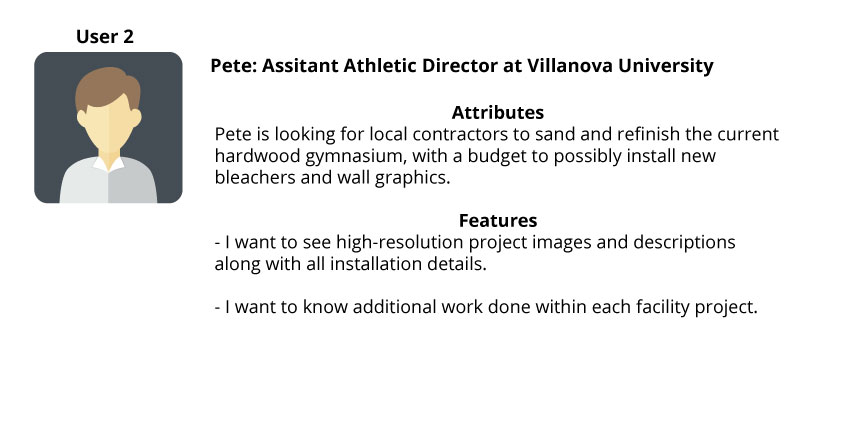 User 2
Pete: Assitant Athletic Director at Villanova University
Attributes
Pete is looking for local contractors to sand and refinish the current
hardwood gymnasium, with a budget to possibly install new
bleachers and wall graphics.
Features
- I want to see high-resolution project images and descriptions
along with all installation details.
- I want to know additional work done within each facility project.